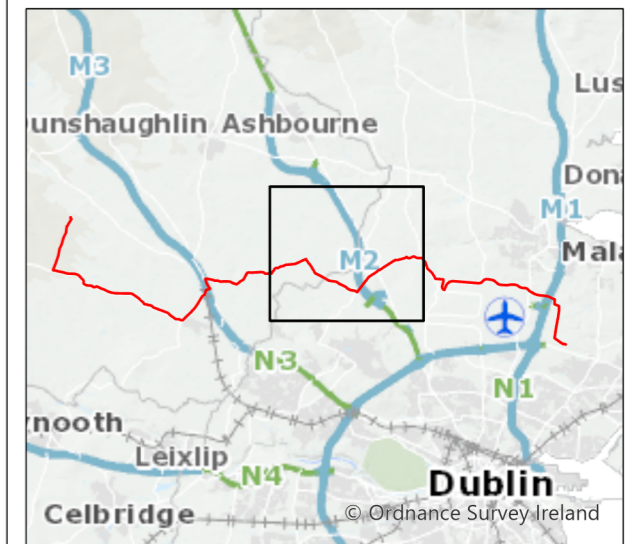 M3
Lus
unshaughlin Ashbourne
Dona
M1
Mala
M2
N3
N1
ynooth
Leixlip
N4
Dublin
Celbridge
© Ordnance Survey Ireland